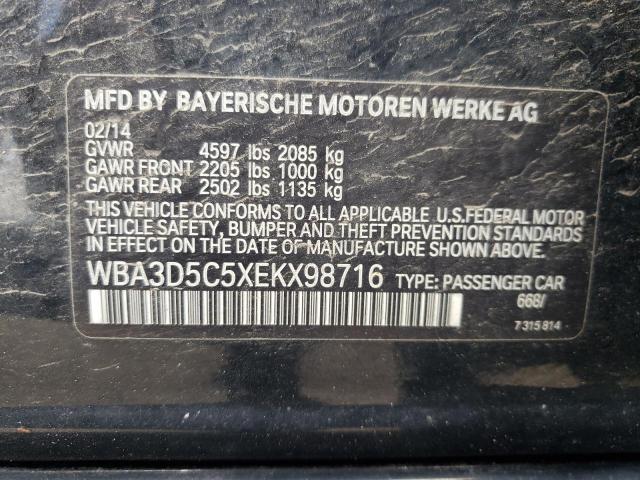 MFD BY BAYERISCHE MOTOREN WERKE AG
02/14
GVWR 4597 lbs 2085 kg
GAWR FRONT 2205 lbs 1000 kg
GAWR REAR 2502 lbs 1135 kg
THIS VEHICLE CONFORMS TO ALL APPLICABLE U.S.FEDERAL MOTOR
VEHICLE SAFETY, BUMPER AND THEFT PREVENTION STANDARDS
IN EFFECT ON THE DATE OF MANUFACTURE SHOWN ABOVE.
WBA3D5C5XEKX98716 TYPE: PASSENGER CAR
668/
7315814